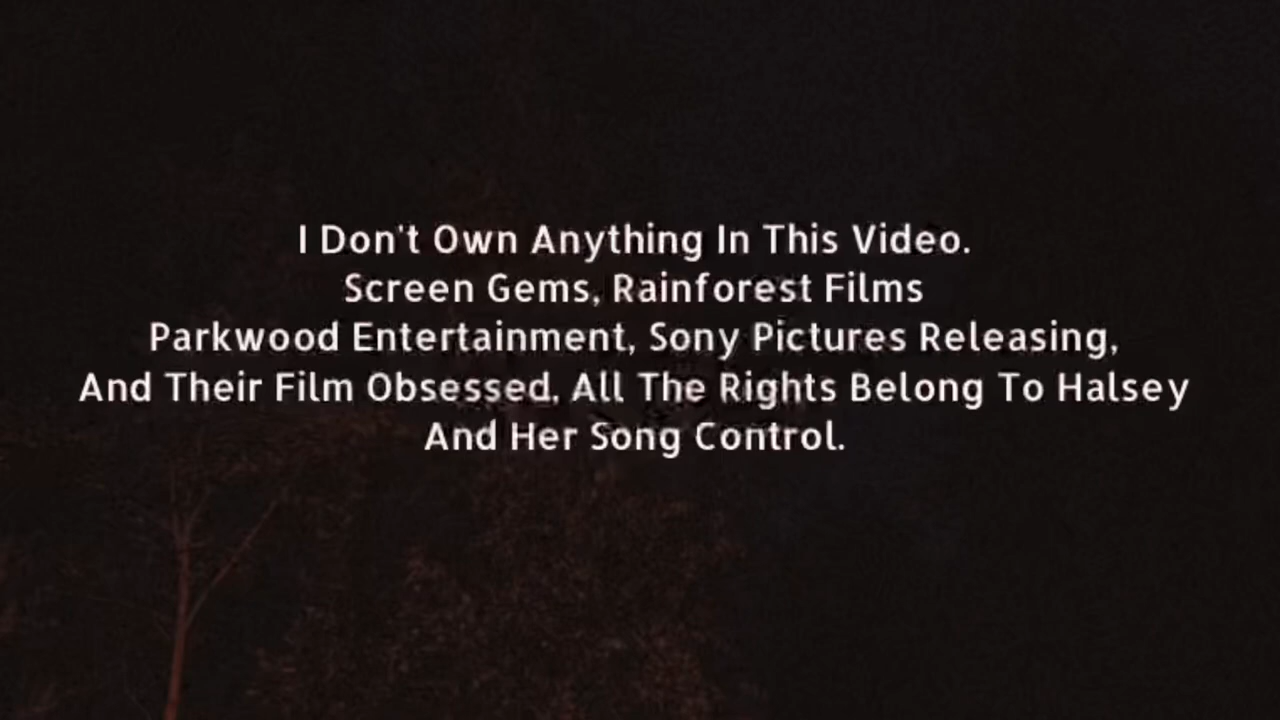 I Don't Own Anything In This Video.
Screen Gems, Rainforest Films
Parkwood Entertainment, Sony Pictures Releasing,
And Their Film Obsessed, All The Rights Belong To Halsey
And Her Song Control.